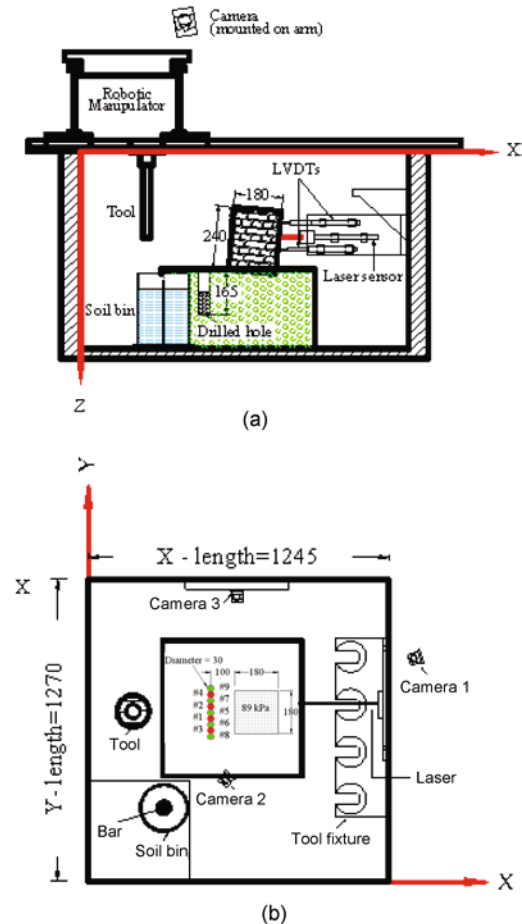 Camera
(mounted on arm)
Robotic
Manipulator
X
LVDTs
180
Tool
240
Laser sensor
165
Soil bin
Drilled hole
Z
(a)
Y
X - length=1245
X
Camera 3
Diameter = 30
100
180
#9
#4
#7
#2
#5
#1
#6
#3
#8
89 kPa
180
Camera 1
Y-length=1270
Tool
Laser
Camera 2
Bar
Soil bin
Tool fixture
X
(b)